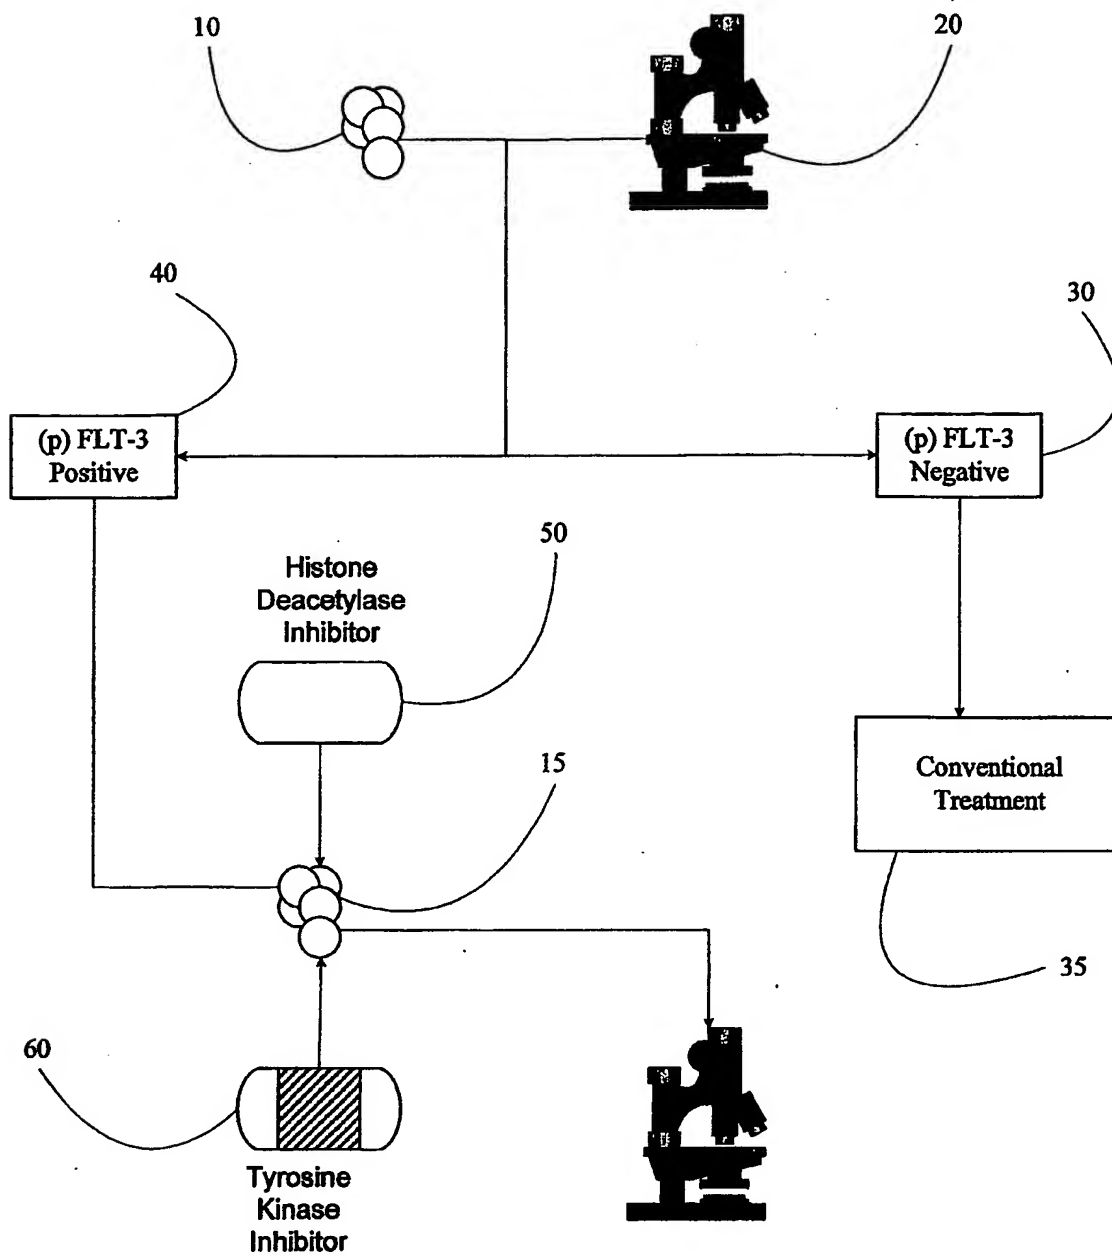 10
20
40
30
(p) FLT-3
Positive
(p) FLT-3
Negative
50
Histone
Deacetylase
Inhibitor
15
Conventional
Treatment
35
60
Tyrosine
Kinase
Inhibitor